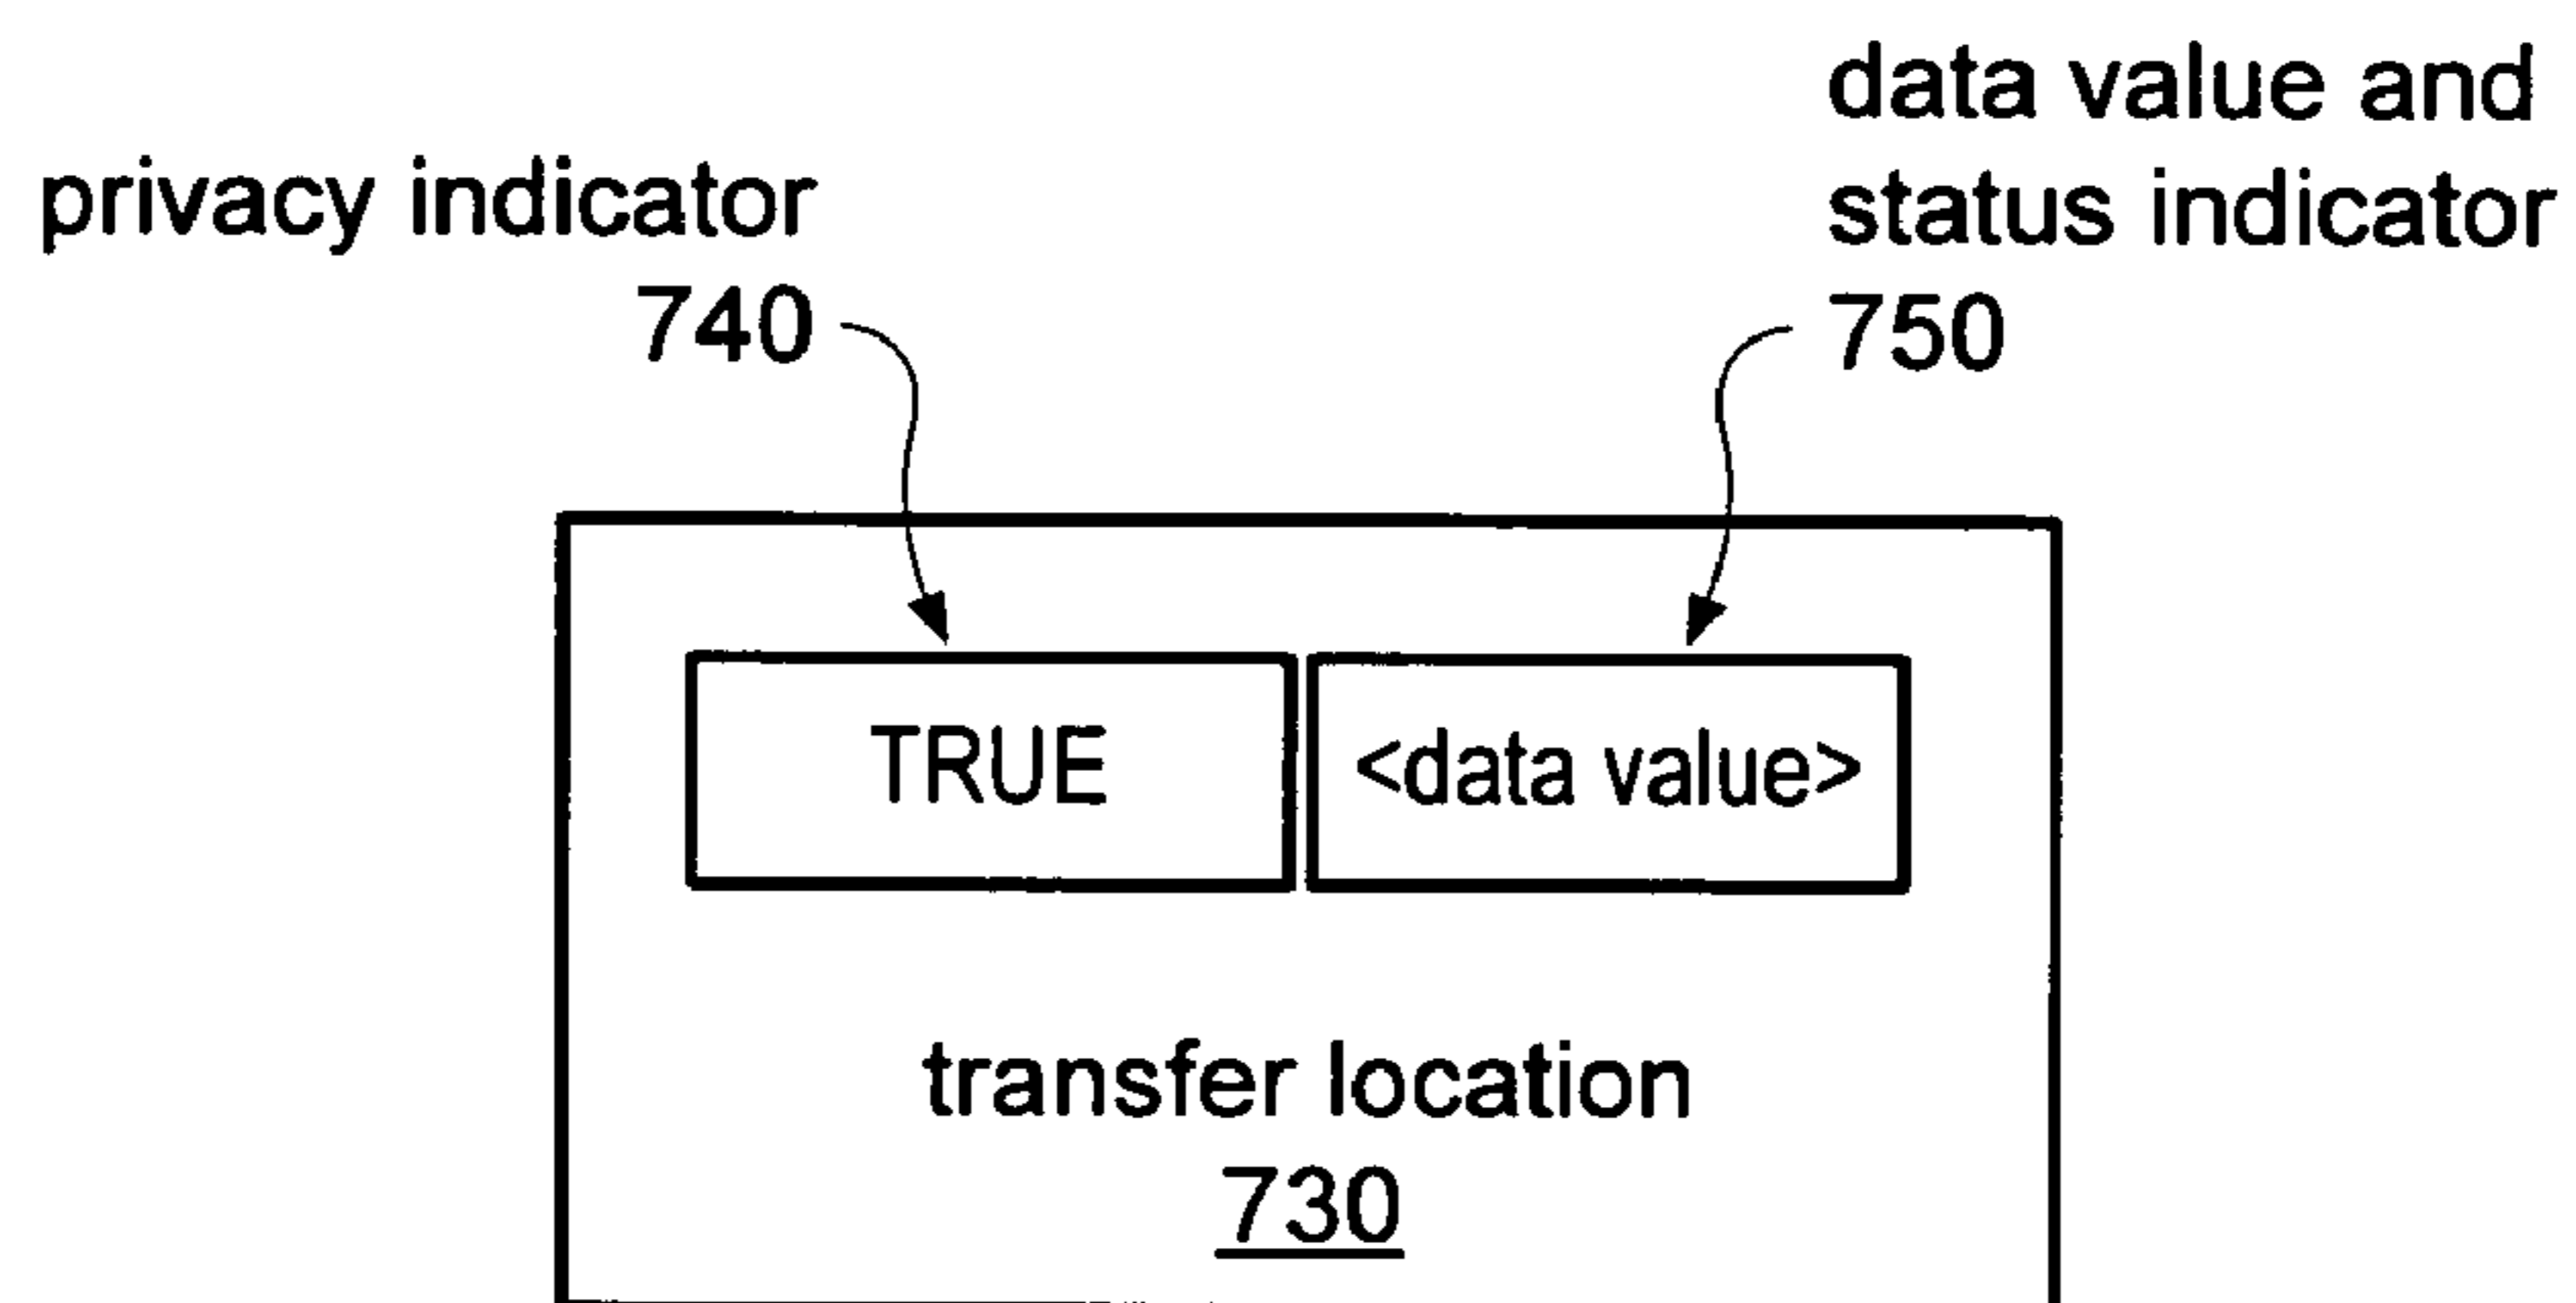 privacy indicator
740
data value and
status indicator
750
TRUE
<data value>
transfer location
730